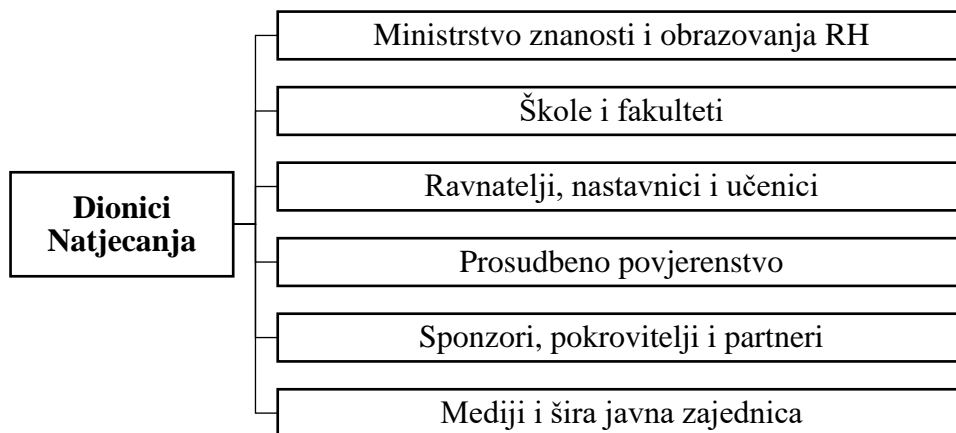 Ministrstvo znanosti i obrazovanja RH
Škole i fakulteti
Ravnatelji, nastavnici i učenici
Dionici
Natjecanja
Prosudbeno povjerenstvo
Sponzori, pokrovitelji i partneri
Mediji i šira javna zajednica